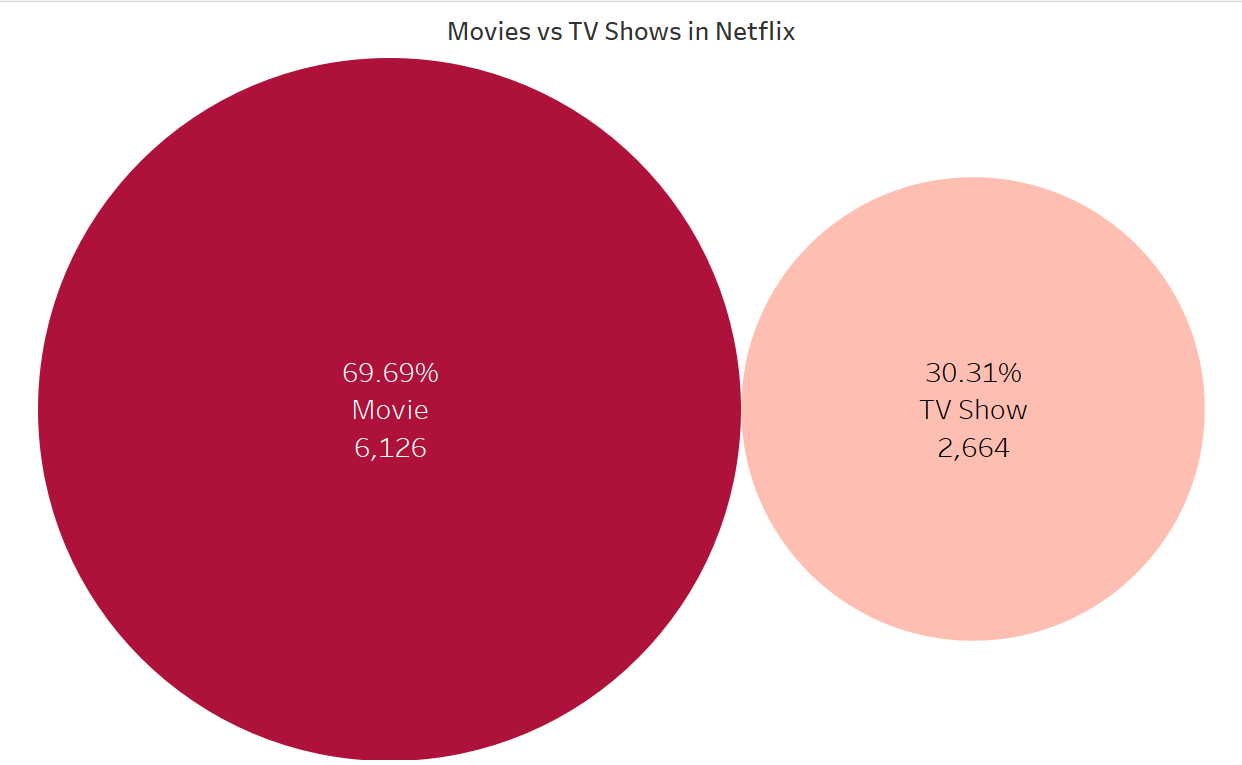 Movies vs TV Shows in Netflix
69.69%
Movie
6,126
30.31%
TV Show
2,664